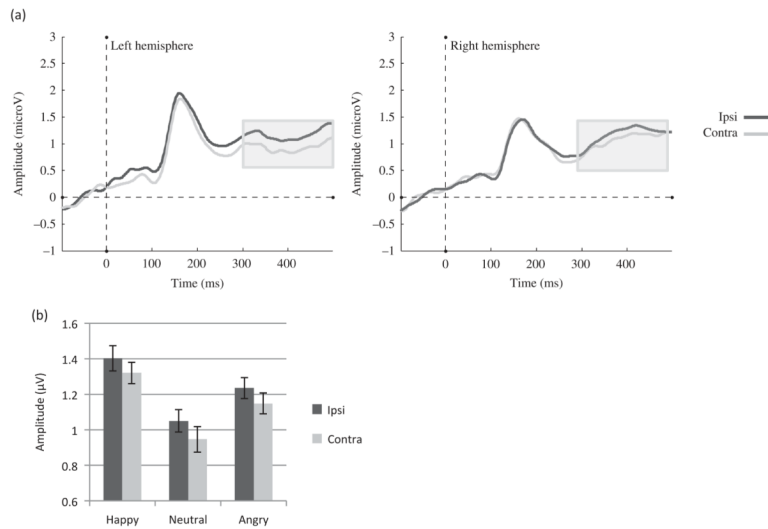 (a)
3
2.5
2
1.5
1
0.5
0
−0.5
−1
Amplitude (microV)
Left hemisphere
0 100 200 300 400
Time (ms)
3
2.5
2
1.5
1
0.5
0
−0.5
−1
Amplitude (microV)
Right hemisphere
0 100 200 300 400
Time (ms)
Ipsi
Contra
(b)
1.6
1.4
1.2
1
0.8
0.6
Amplitude (μV)
Happy Neutral Angry
Ipsi
Contra